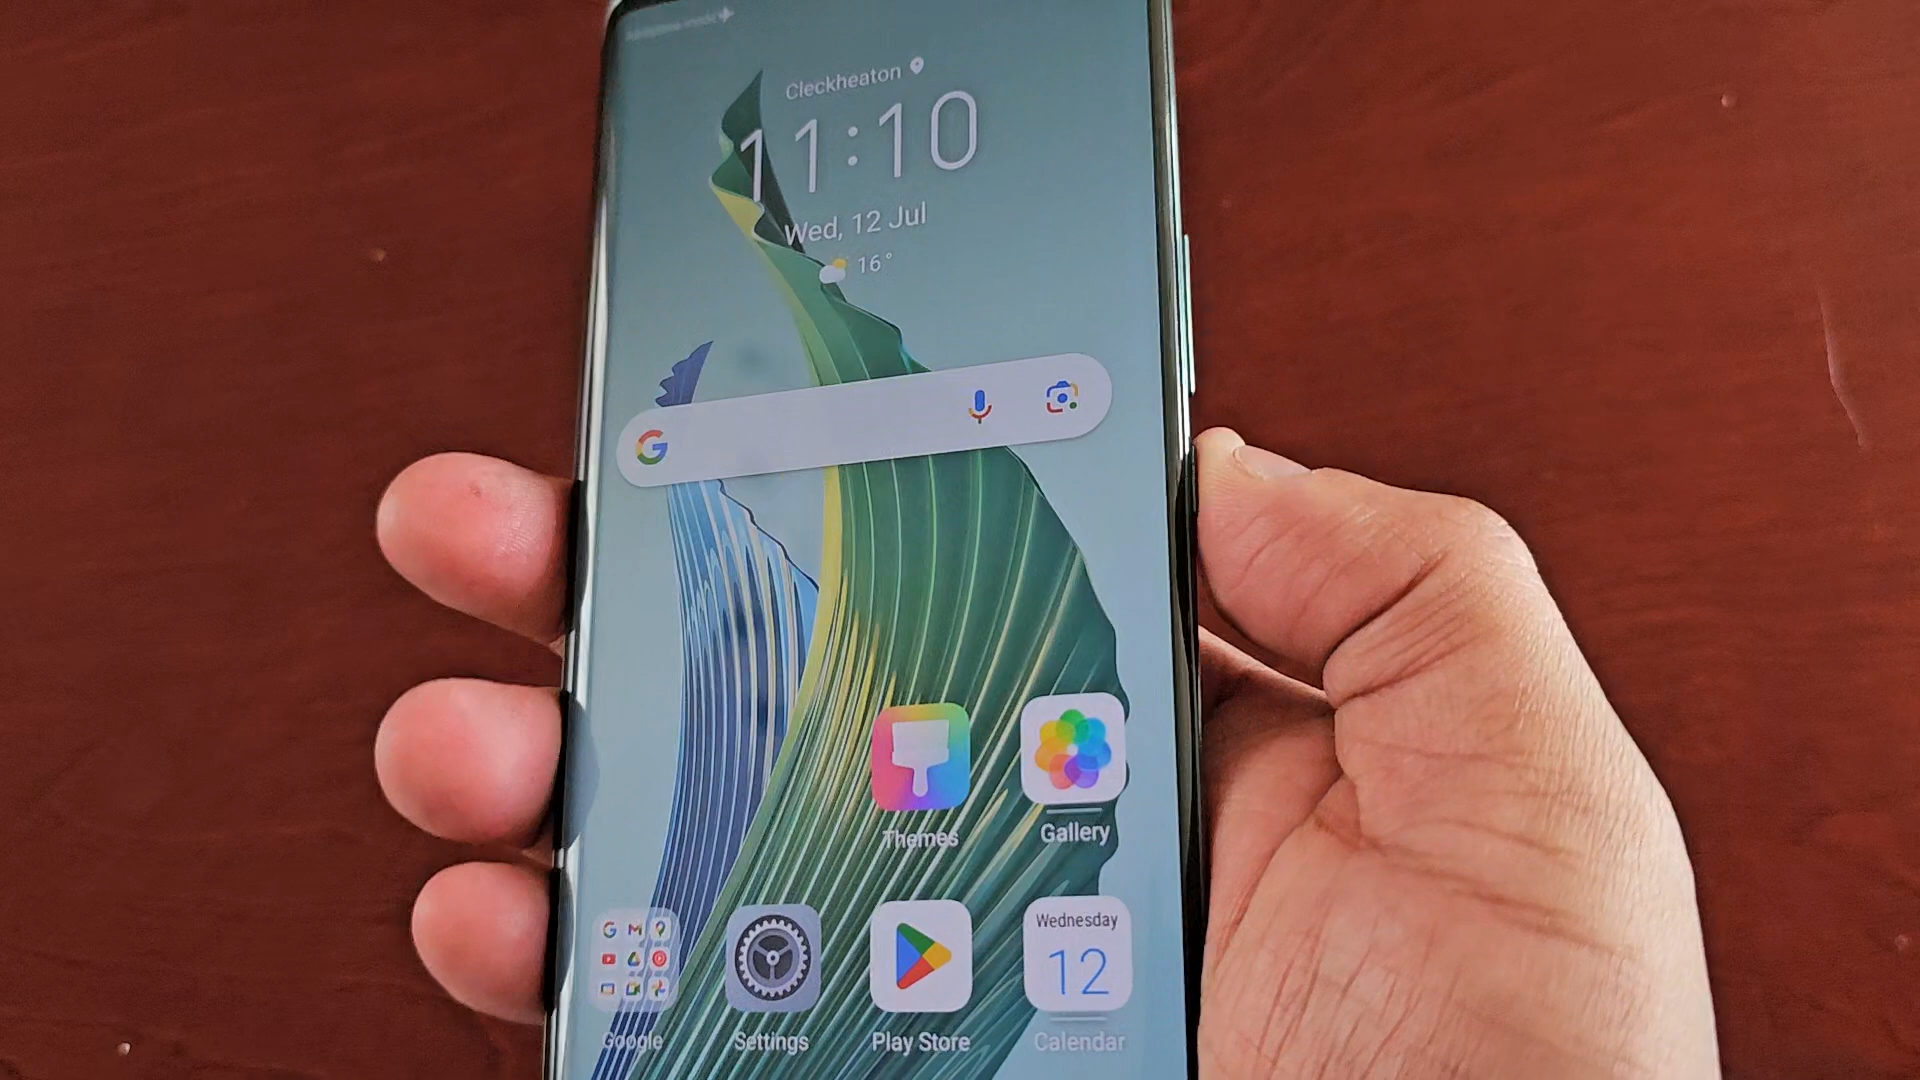 Cleckheaton
11:10
Wed, 12 Jul
16°
Themes
Gallery
Wednesday
12
Google
Settings
Play Store
Calendar